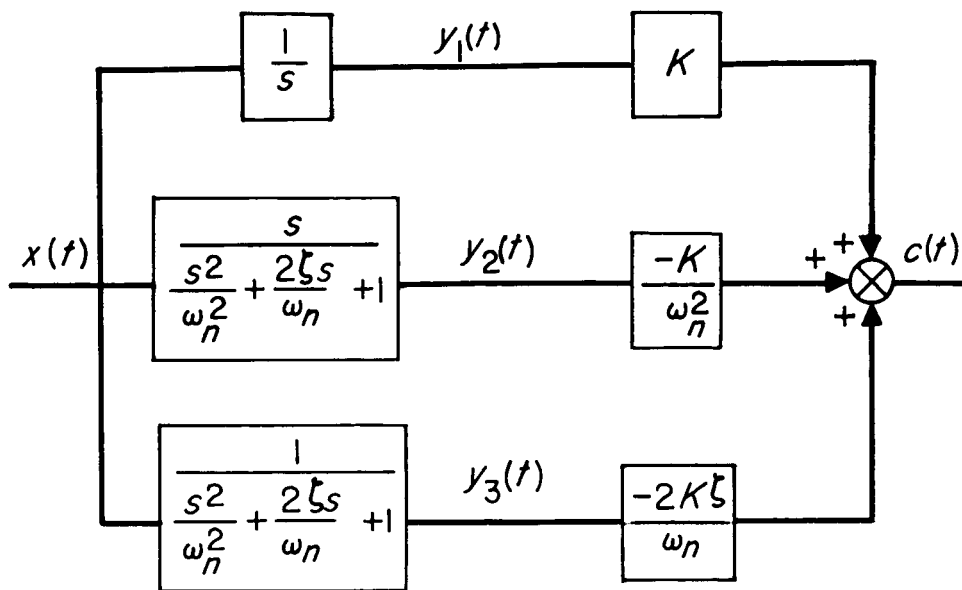 1/s
y₁(t)
K
x(t)
s/(s²/ωₙ² + 2ζs/ωₙ + 1)
y₂(t)
-K/ωₙ²
+
+
+
c(t)
1/(s²/ωₙ² + 2ζs/ωₙ + 1)
y₃(t)
-2Kζ/ωₙ